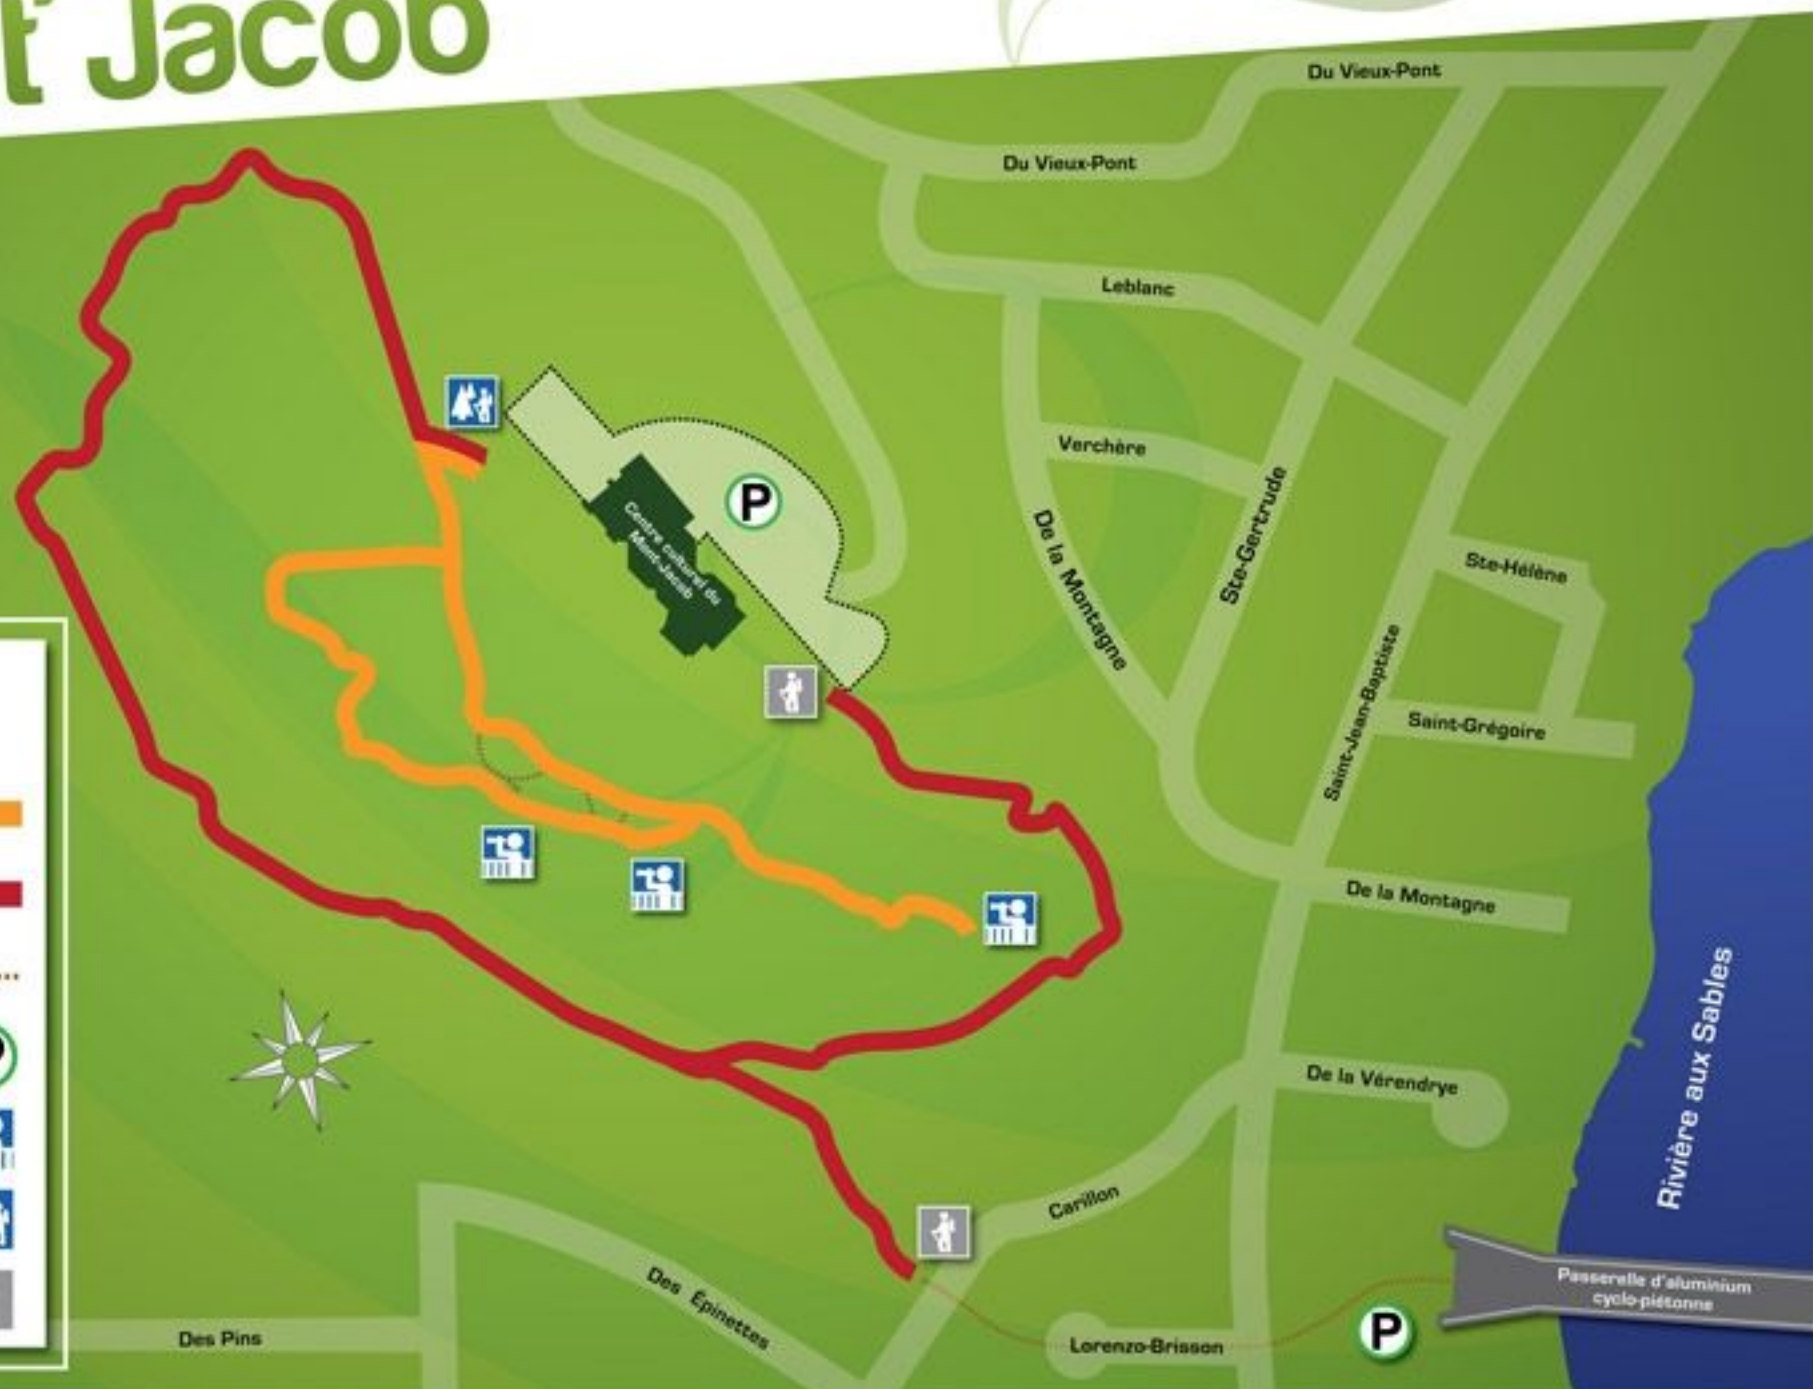 t Jacob
Du Vieux-Pont
Du Vieux-Pont
Leblanc
Verchère
De la Montagne
Ste-Gertrude
Ste-Hélène
P
Centre culturel du
Mont-Jacob
Saint-Jean-Baptiste
Saint-Grégoire
De la Montagne
Rivière aux Sables
De la Vérendrye
Carillon
Des Épinettes
Passerelle d'aluminium
cyclo-piétonne
Des Pins
Lorenzo-Brisson
P